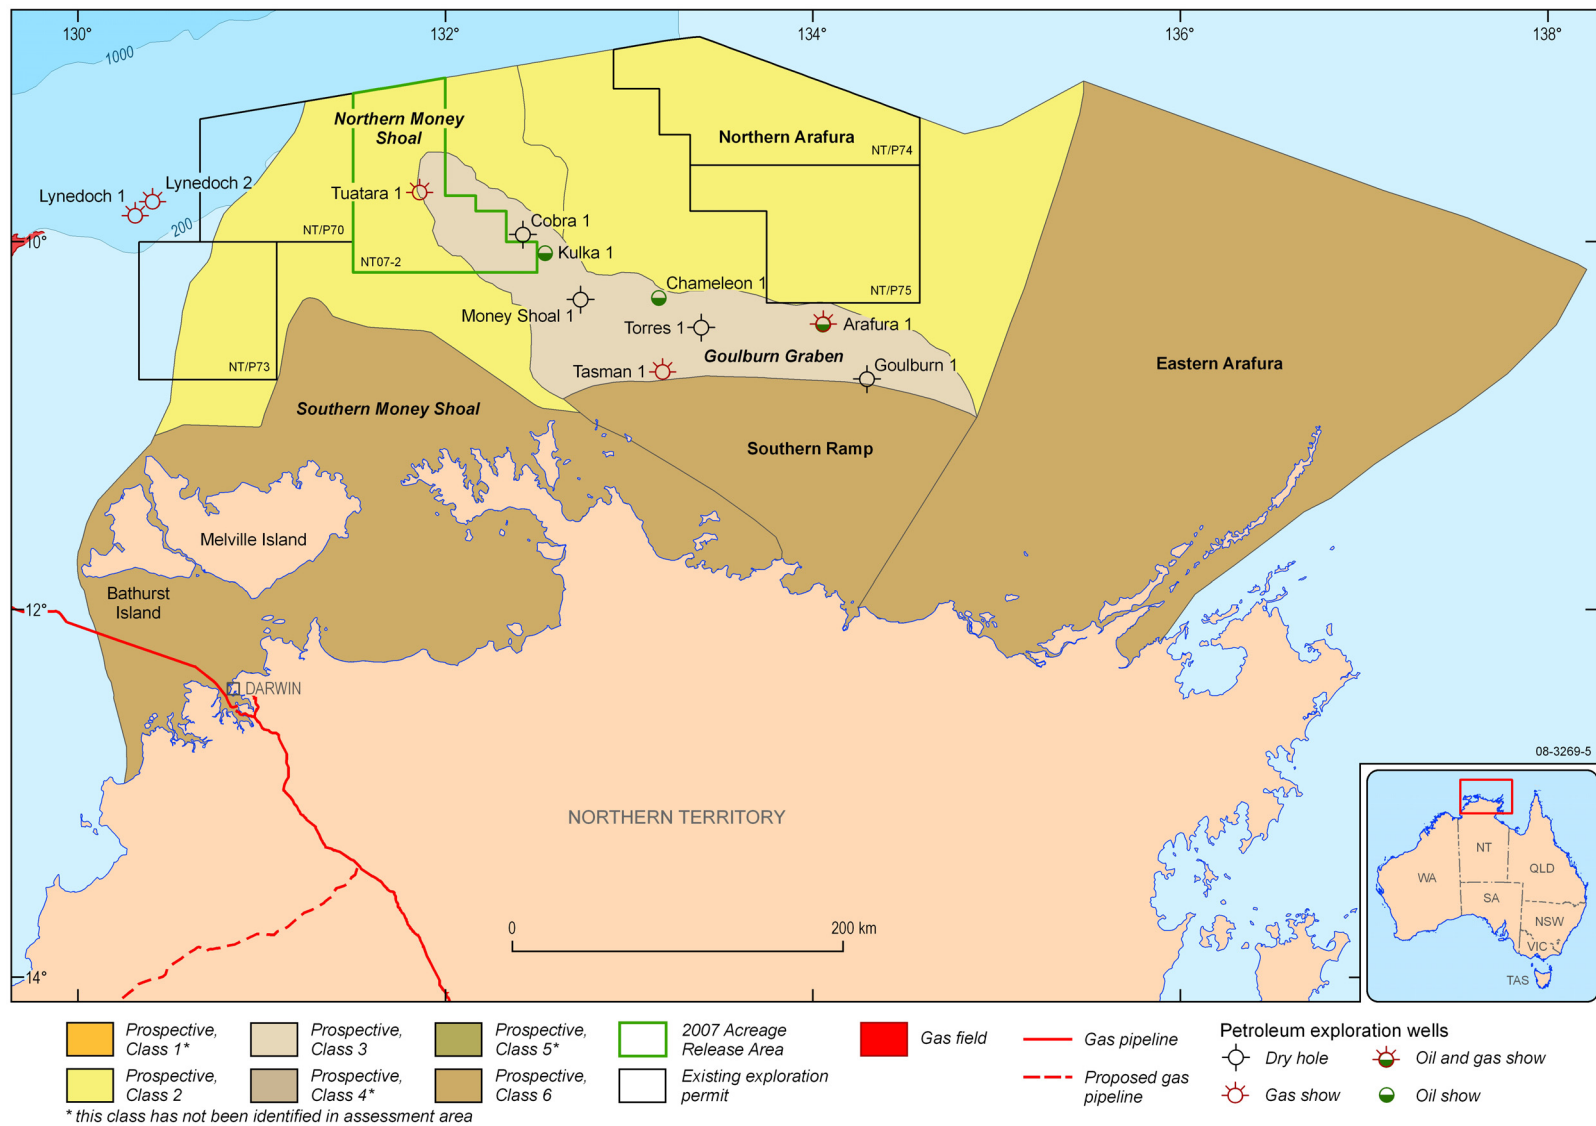 130°
132°
134°
136°
138°
1000
Northern Money
Shoal
Northern Arafura
NT/P74
Lynedoch 2
Lynedoch 1
Tuatara 1
200
NT/P70
Cobra 1
10°
Kulka 1
NT07-2
Chameleon 1
NT/P75
Money Shoal 1
Torres 1
Arafura 1
Goulburn Graben
NT/P73
Tasman 1
Goulburn 1
Eastern Arafura
Southern Money Shoal
Southern Ramp
Melville Island
Bathurst
Island
12°
DARWIN
08-3269-5
NORTHERN TERRITORY
NT
WA
QLD
SA
NSW
VIC
TAS
0
200 km
14°
Prospective,
Class 1*
Prospective,
Class 3
Prospective,
Class 5*
2007 Acreage
Release Area
Gas field
Gas pipeline
Petroleum exploration wells
Dry hole
Oil and gas show
Prospective,
Class 2
Prospective,
Class 4*
Prospective,
Class 6
Existing exploration
permit
Proposed gas
pipeline
Gas show
Oil show
* this class has not been identified in assessment area